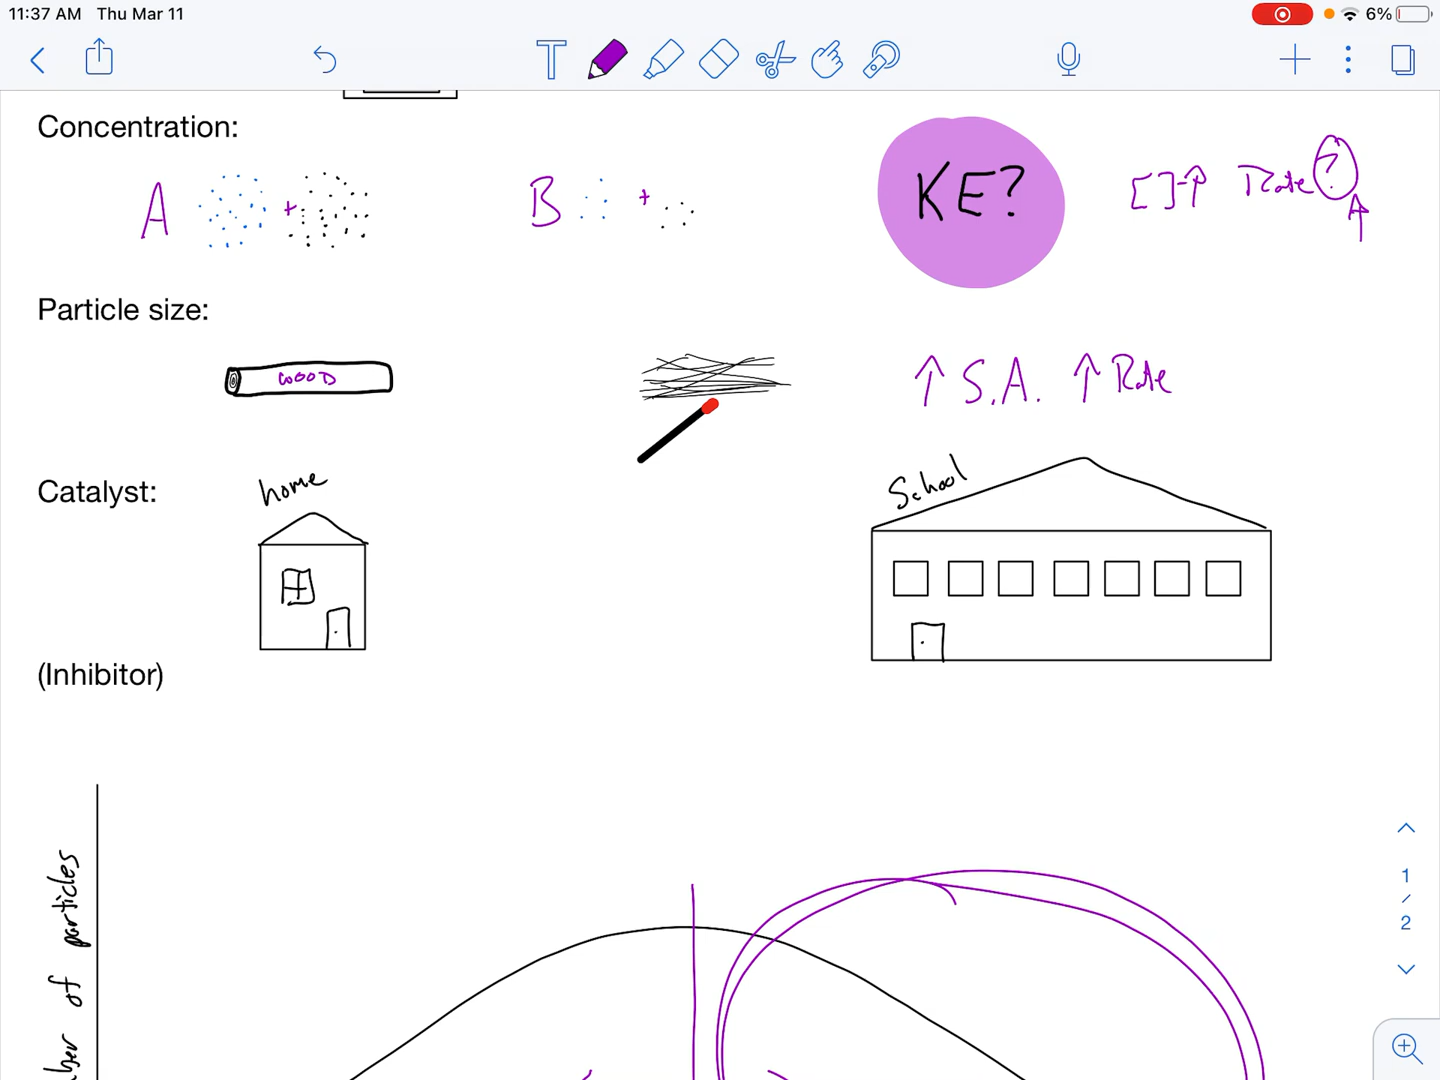 11:37 AM Thu Mar 11
6%
T
Concentration:
A + B + KE? []↑ Rate ? ↑
Particle size:
WOOD ↑ S.A. ↑ Rate
Catalyst: home School
(Inhibitor)
ber of particles
1
/
2